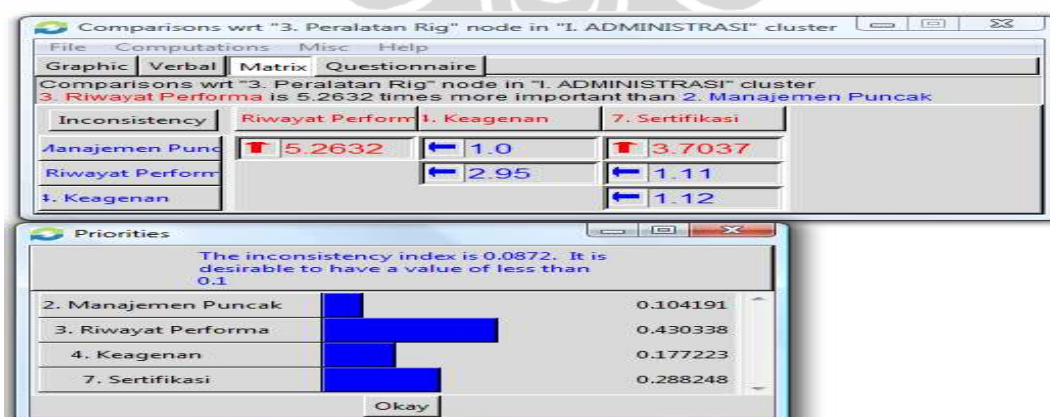 Comparisons wrt "3. Peralatan Rig" node in "I. ADMINISTRASI" cluster
File Computations Misc Help
Graphic Verbal Matrix Questionnaire
Comparisons wrt "3. Peralatan Rig" node in "I. ADMINISTRASI" cluster
3. Riwayat Performa is 5.2632 times more important than 2. Manajemen Puncak
Inconsistency Riwayat Perform 4. Keagenan 7. Sertifikasi
Manajemen Punc 5.2632 1.0 3.7037
Riwayat Perform 2.95 1.11
4. Keagenan 1.12
Priorities
The inconsistency index is 0.0872. It is
desirable to have a value of less than
0.1
2. Manajemen Puncak 0.104191
3. Riwayat Performa 0.430338
4. Keagenan 0.177223
7. Sertifikasi 0.288248
Okay